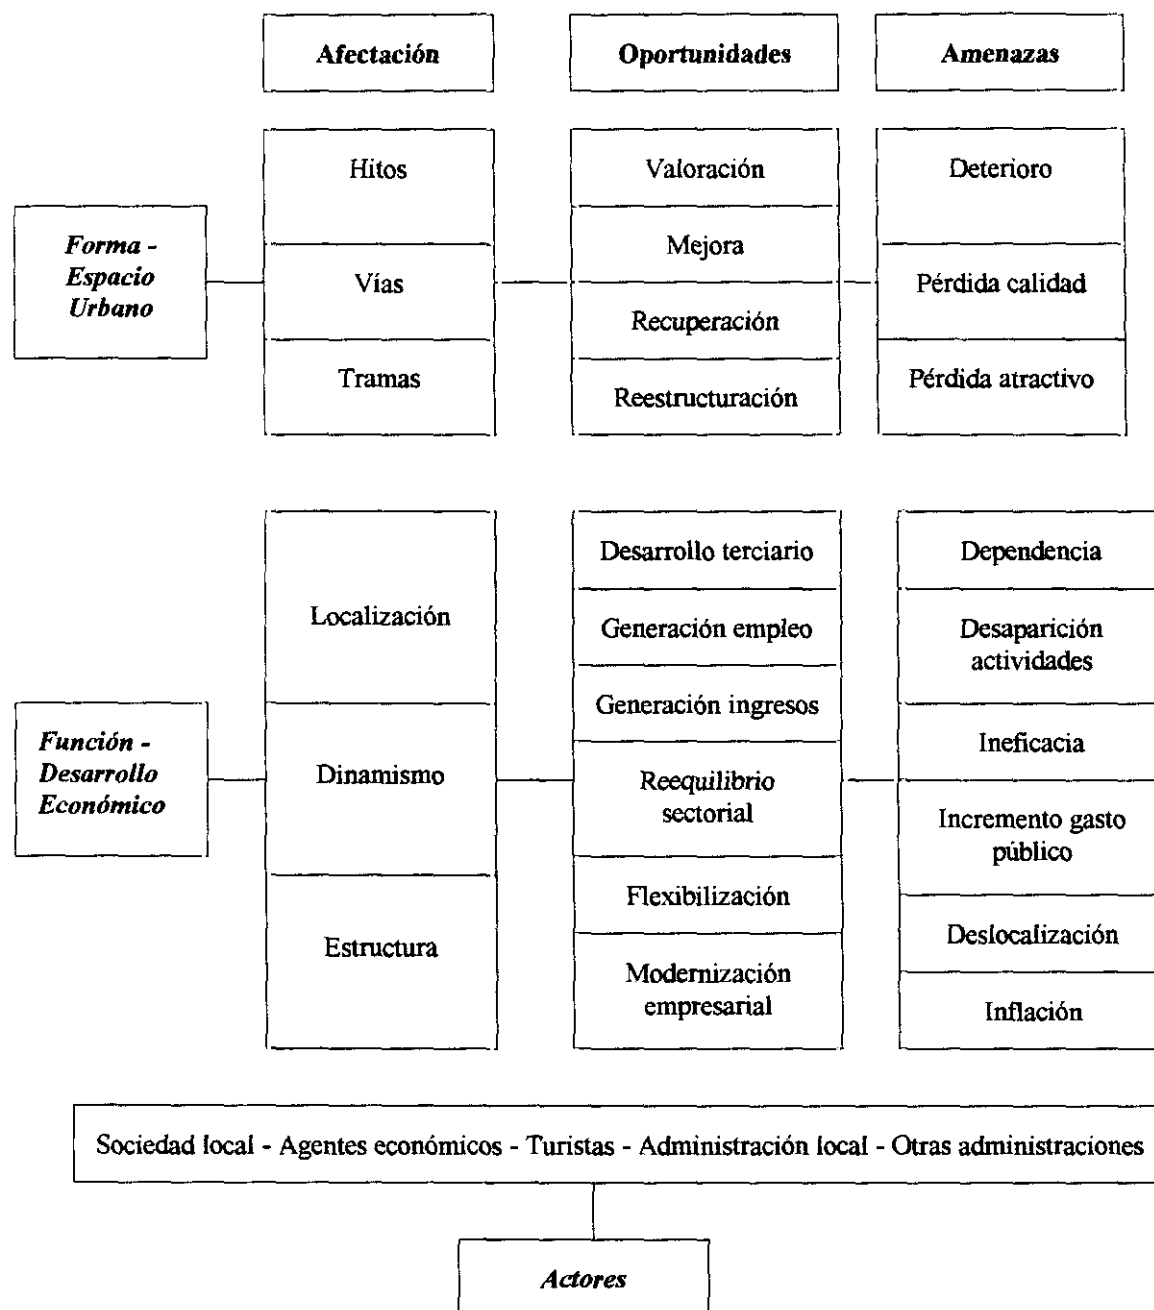 Afectación
Oportunidades
Amenazas
Forma -
Espacio
Urbano
Hitos
Vías
Tramas
Valoración
Mejora
Recuperación
Reestructuración
Deterioro
Pérdida calidad
Pérdida atractivo
Función -
Desarrollo
Económico
Localización
Dinamismo
Estructura
Desarrollo terciario
Generación empleo
Generación ingresos
Reequilibrio
sectorial
Flexibilización
Modernización
empresarial
Dependencia
Desaparición
actividades
Ineficacia
Incremento gasto
público
Deslocalización
Inflación
Sociedad local - Agentes económicos - Turistas - Administración local - Otras administraciones
Actores